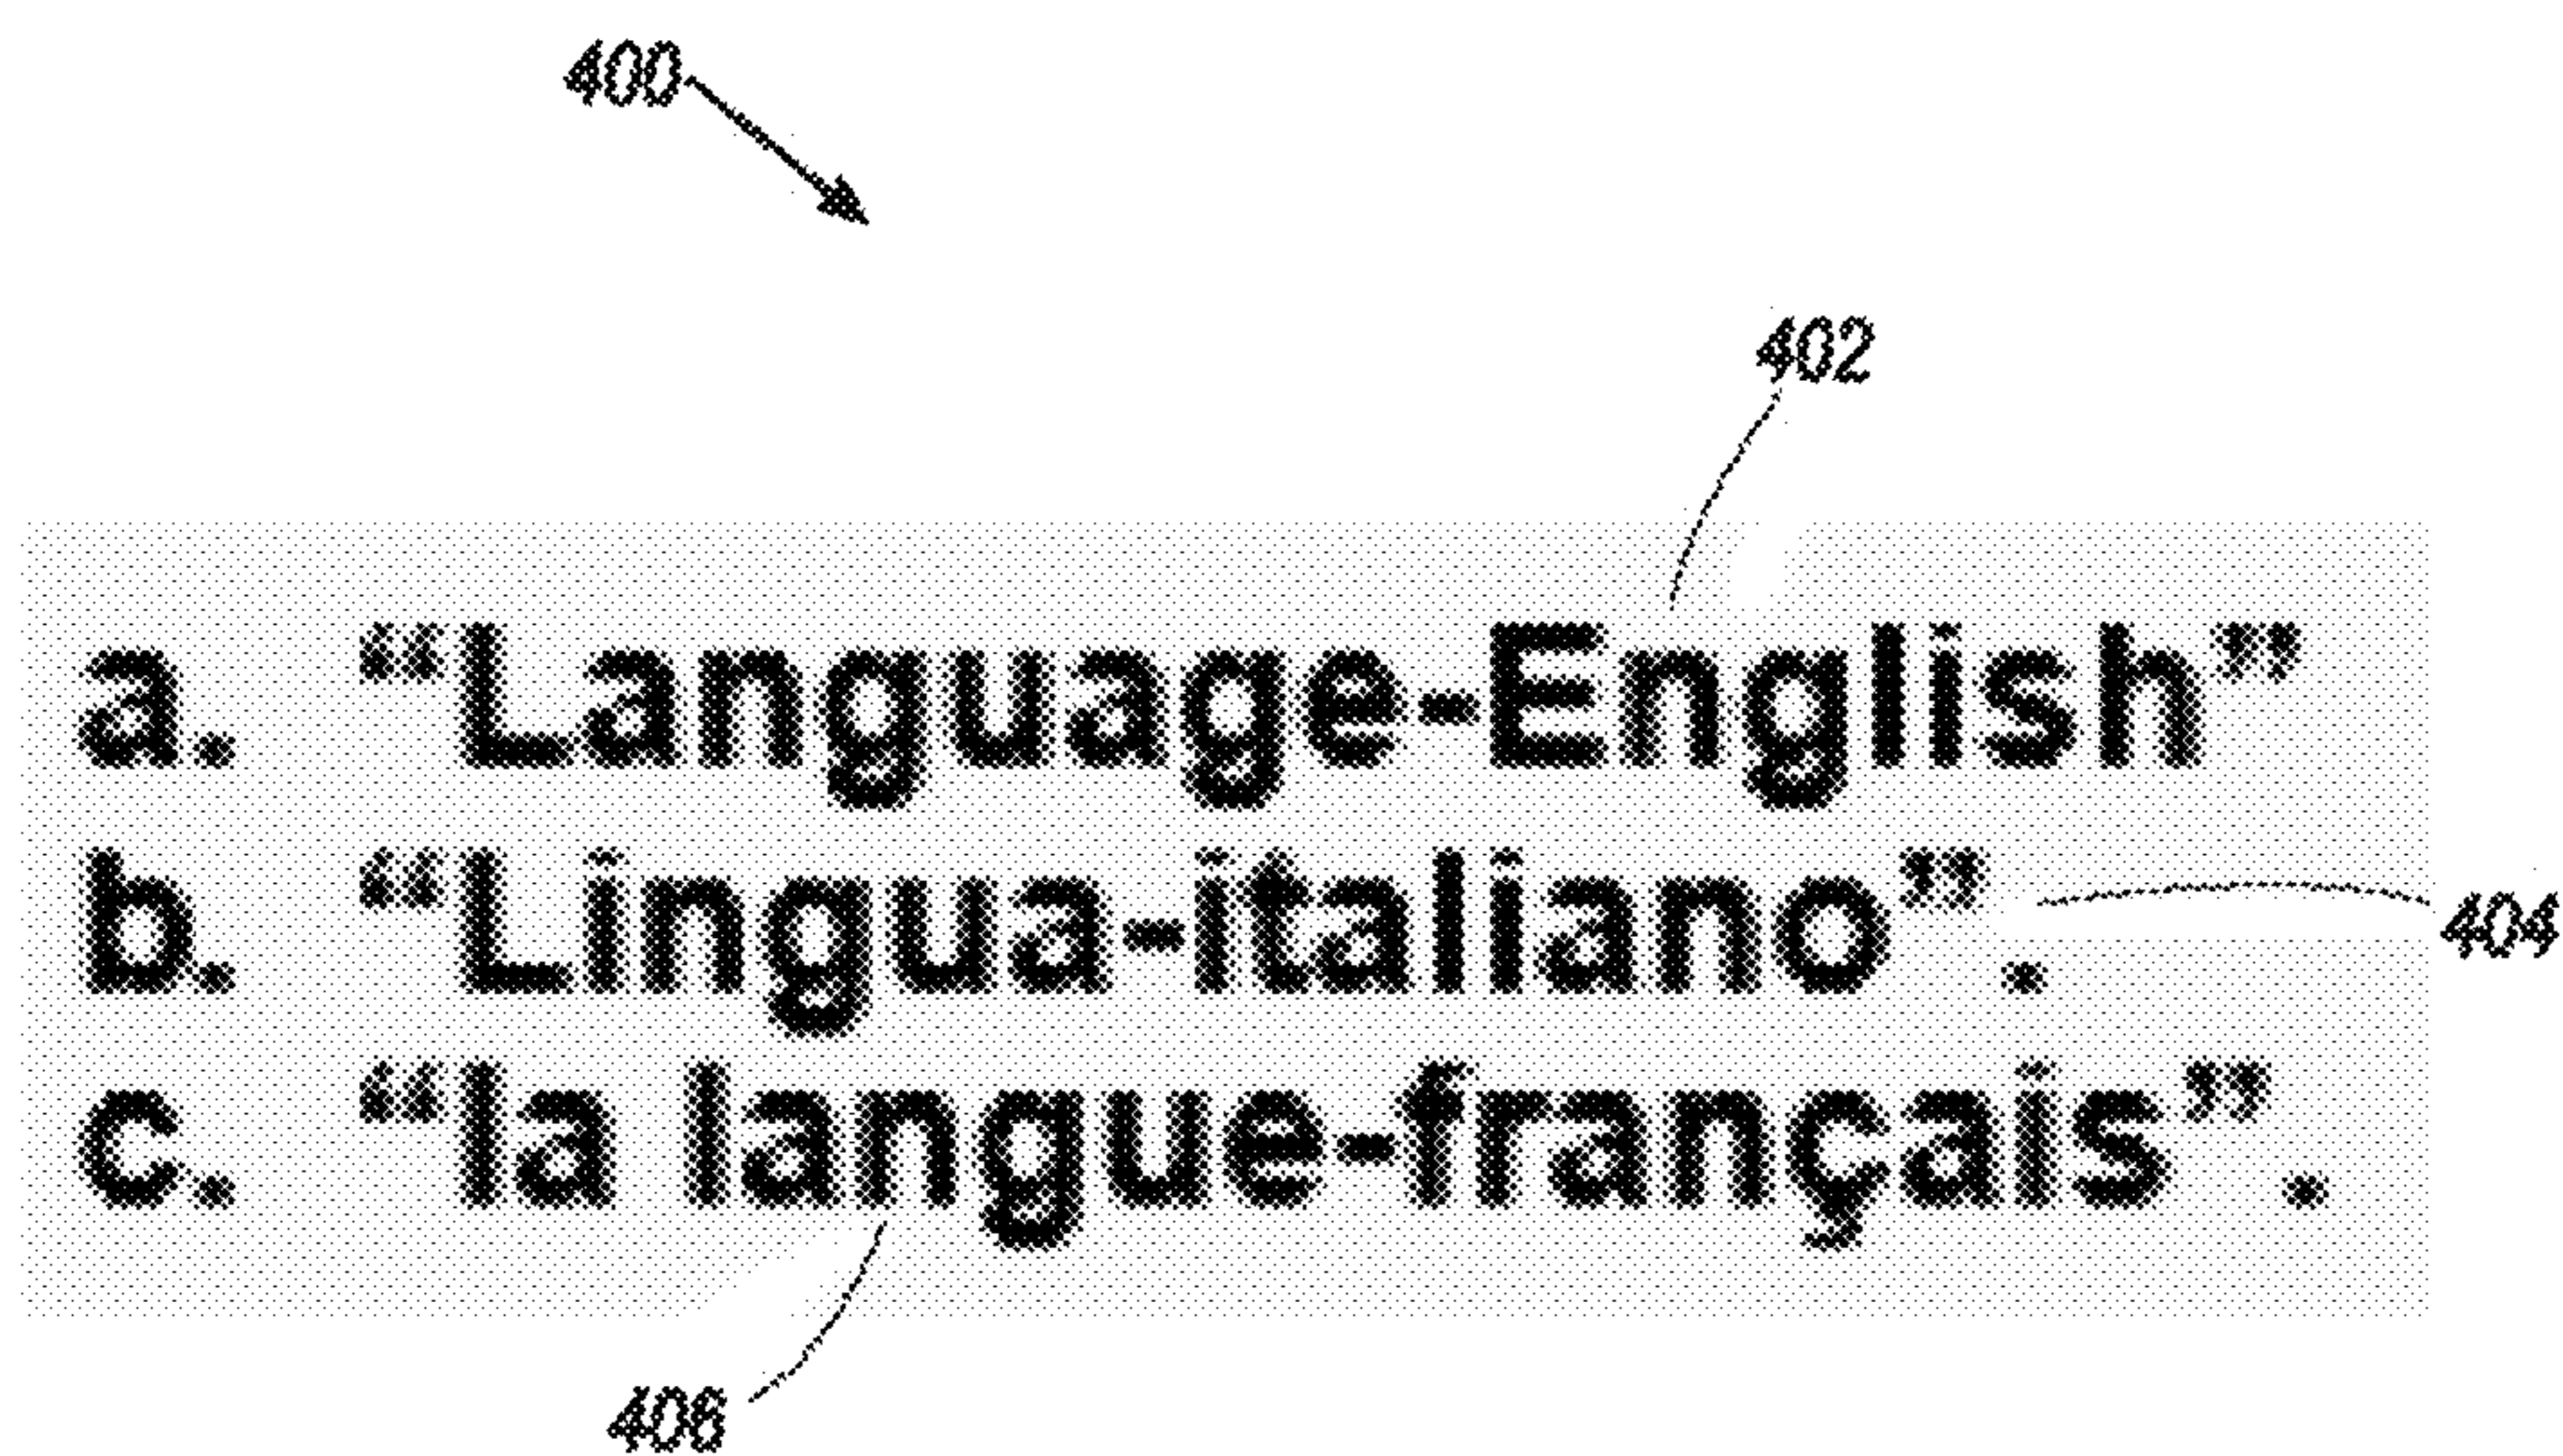 400
402
a. “Language-English”
b. “Lingua-italiano”.
404
c. “la langue-français”.
406